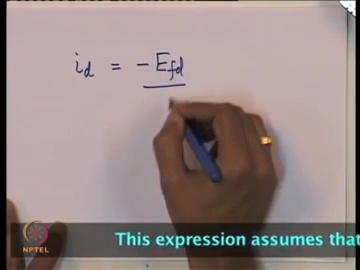 i_d = - E_fd
NPTEL
This expression assumes that